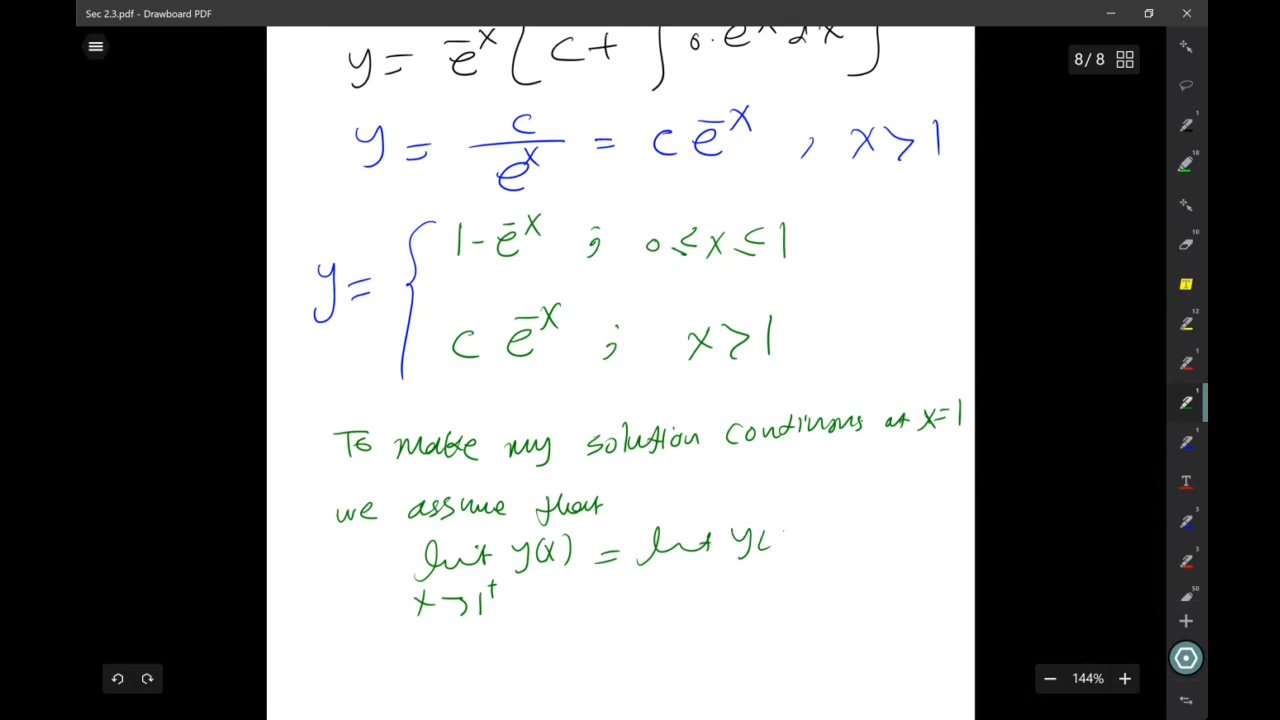 Sec 2.3.pdf - Drawboard PDF
8 / 8
y = e^-x [ c + ∫ 0 · e^x dx ]
y = c / e^x = c e^-x , x > 1
y = { 1 - e^-x ; 0 ≤ x ≤ 1
c e^-x ; x > 1
To make my solution continuous at x = 1
we assume that
limit y(x) = limit y(
x → 1^+
144%